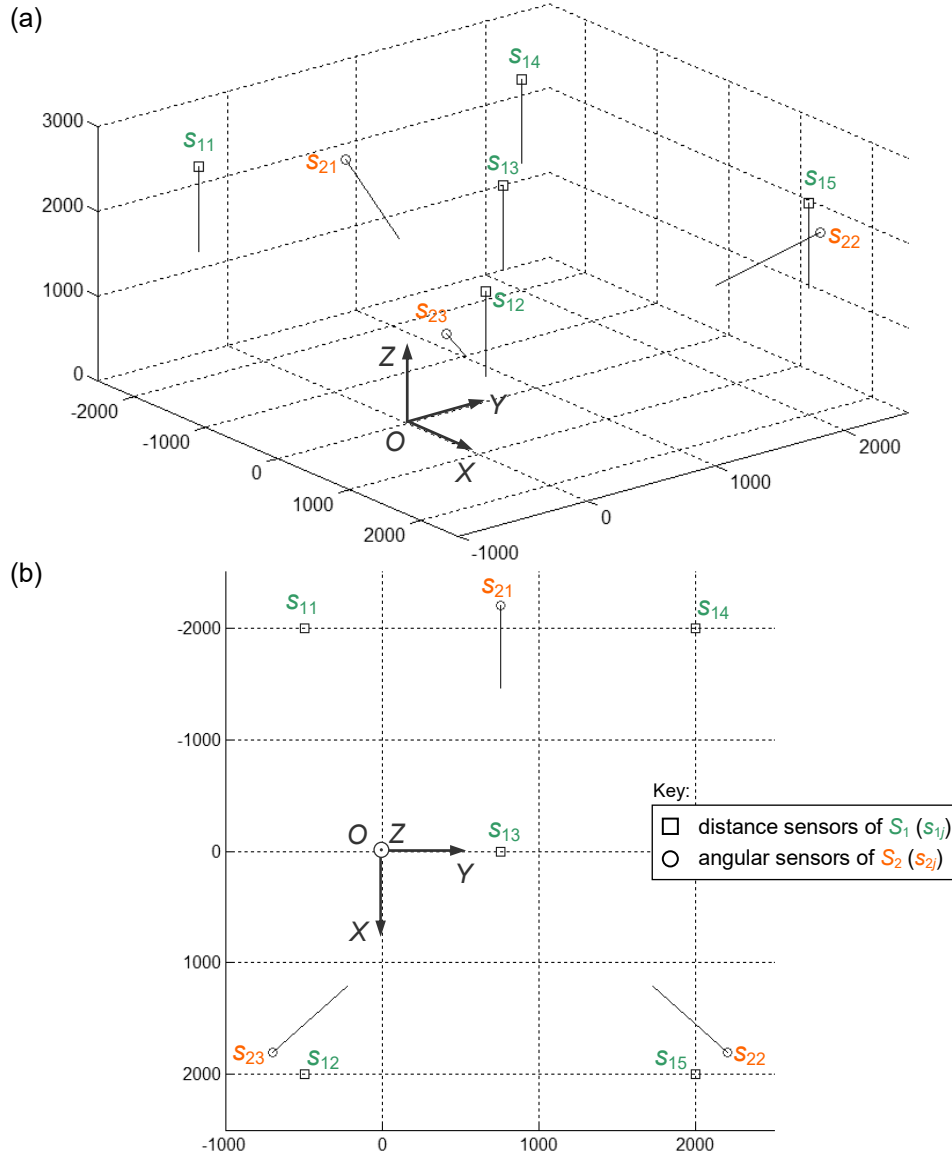 (a)
s14
3000
s11
s21
s13
s15
2000
s22
s12
1000
s23
Z
0
Y
-2000
O
X
2000
-1000
1000
0
0
1000
2000
-1000
(b)
s11
s21
s14
-2000
-1000
Key:
distance sensors of S1 (s1j)
angular sensors of S2 (s2j)
O
Z
s13
0
Y
X
1000
s23
s12
s15
s22
2000
-1000
0
1000
2000